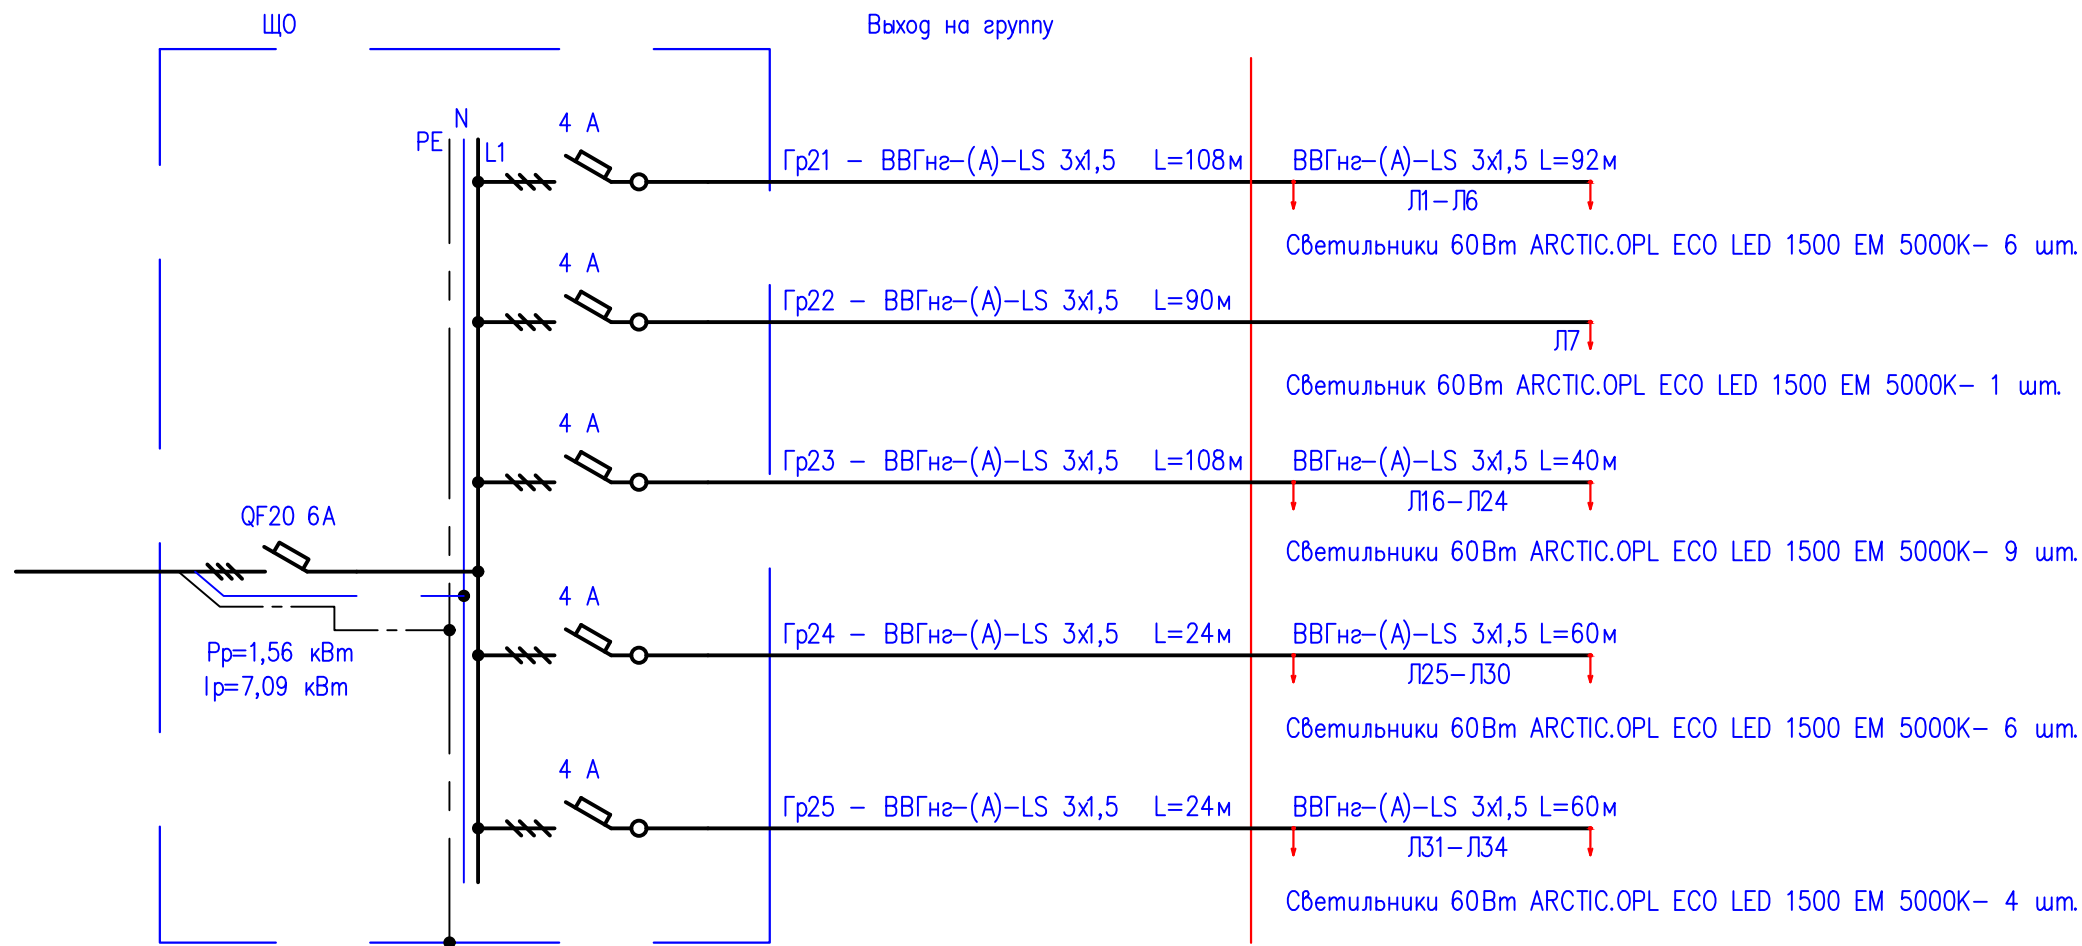 ЩО
Выход на группу
N
PE
L1
4 А
Гр21 – ВВГнг–(А)–LS 3х1,5 L=108м
ВВГнг–(А)–LS 3х1,5 L=92м
Л1–Л6
Светильники 60Вт ARCTIC.OPL ECO LED 1500 EM 5000K– 6 шт.
4 А
Гр22 – ВВГнг–(А)–LS 3х1,5 L=90м
Л7
Светильник 60Вт ARCTIC.OPL ECO LED 1500 EM 5000K– 1 шт.
4 А
Гр23 – ВВГнг–(А)–LS 3х1,5 L=108м
ВВГнг–(А)–LS 3х1,5 L=40м
Л16–Л24
QF20 6А
Светильники 60Вт ARCTIC.OPL ECO LED 1500 EM 5000K– 9 шт.
4 А
Гр24 – ВВГнг–(А)–LS 3х1,5 L=24м
ВВГнг–(А)–LS 3х1,5 L=60м
Л25–Л30
Рр=1,56 кВт
Iр=7,09 кВт
Светильники 60Вт ARCTIC.OPL ECO LED 1500 EM 5000K– 6 шт.
4 А
Гр25 – ВВГнг–(А)–LS 3х1,5 L=24м
ВВГнг–(А)–LS 3х1,5 L=60м
Л31–Л34
Светильники 60Вт ARCTIC.OPL ECO LED 1500 EM 5000K– 4 шт.